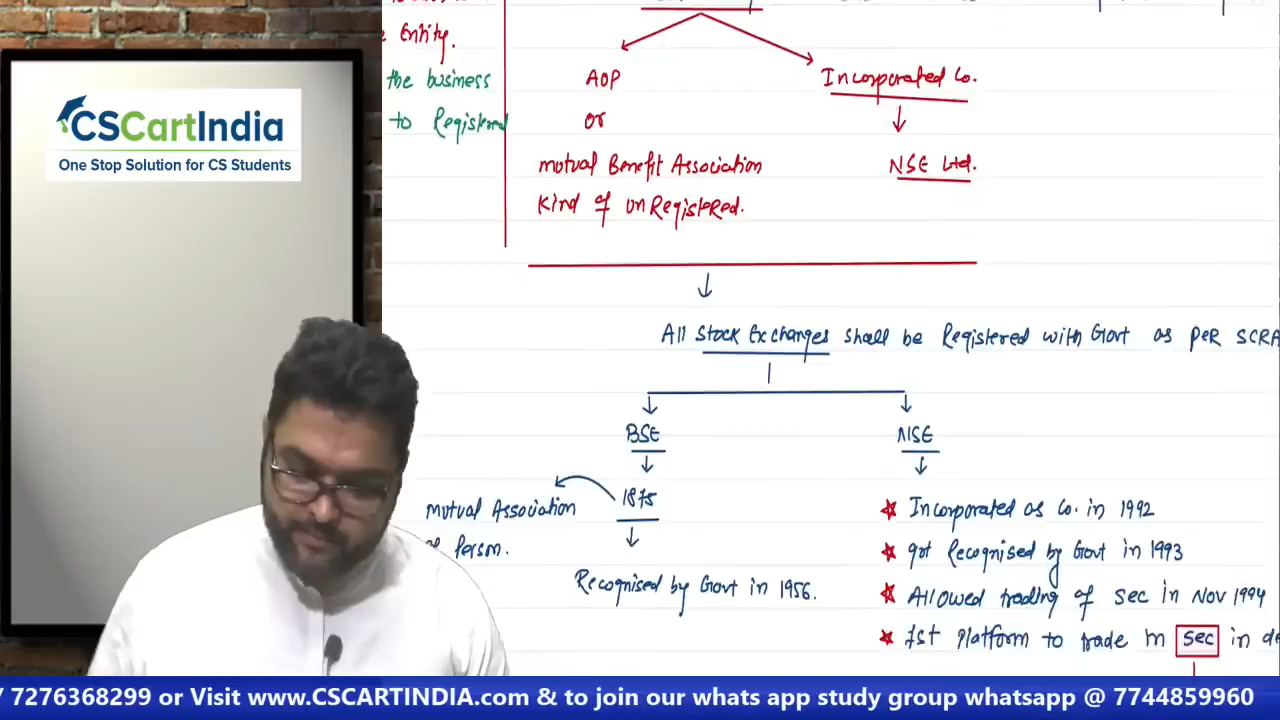 e Entity.
the business
to Registered
CSCartIndia
One Stop Solution for CS Students
AOP
or
mutual Benefit Association
Kind of unRegistered.
Incorporated Co.
NSE Ltd.
All Stock Exchanges shall be Registered with Govt as per SCRA
BSE
1875
Mutual Association
of Person.
Recognised by Govt in 1956.
NSE
Incorporated as Co. in 1992
got Recognised by Govt in 1993
Allowed trading of Sec in Nov 1994
1st Platform to trade in Sec in de
/ 7276368299 or Visit www.CSCARTINDIA.com & to join our whats app study group whatsapp @ 7744859960